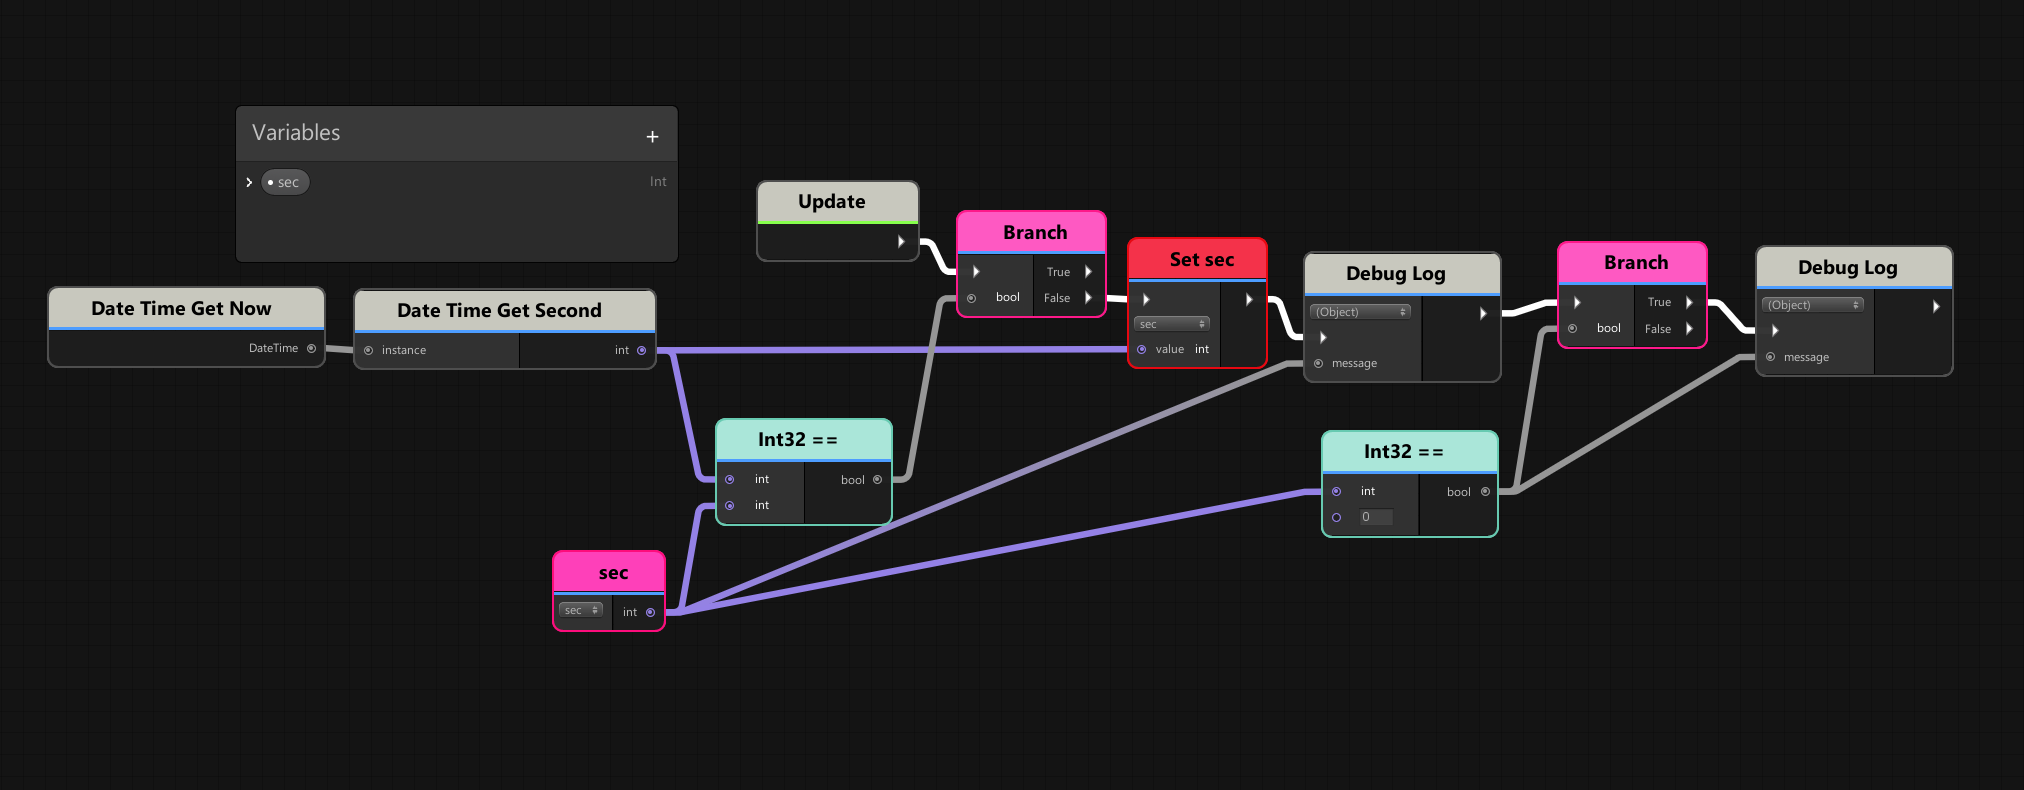 Variables
+
sec
Int
Date Time Get Now
DateTime
Date Time Get Second
instance
int
Update
Branch
True
bool
False
Set sec
sec
value int
Debug Log
(Object)
message
Branch
True
bool
False
Debug Log
(Object)
message
Int32 ==
int
bool
int
Int32 ==
int
bool
0
sec
sec
int